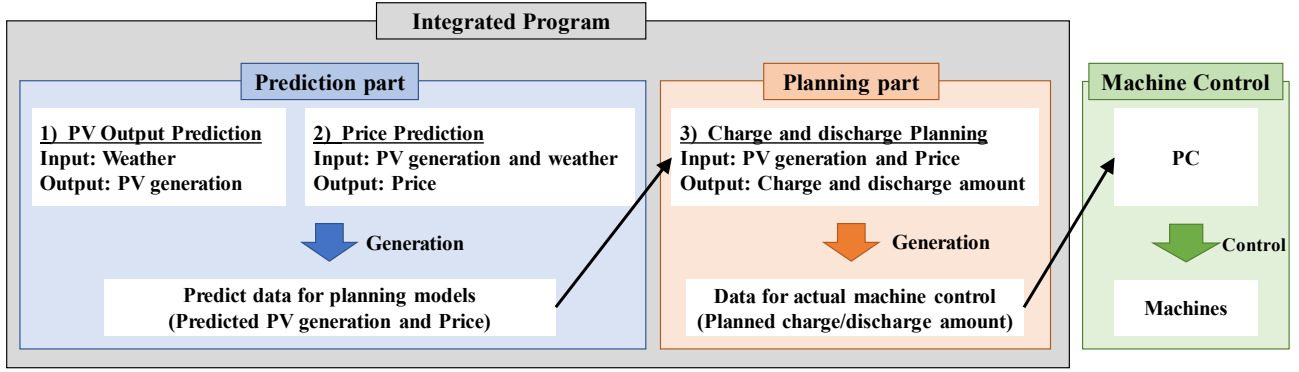 Integrated Program
Prediction part
1) PV Output Prediction
Input: Weather
Output: PV generation
2) Price Prediction
Input: PV generation and weather
Output: Price
Generation
Predict data for planning models
(Predicted PV generation and Price)
Planning part
3) Charge and discharge Planning
Input: PV generation and Price
Output: Charge and discharge amount
Generation
Data for actual machine control
(Planned charge/discharge amount)
Machine Control
PC
Control
Machines